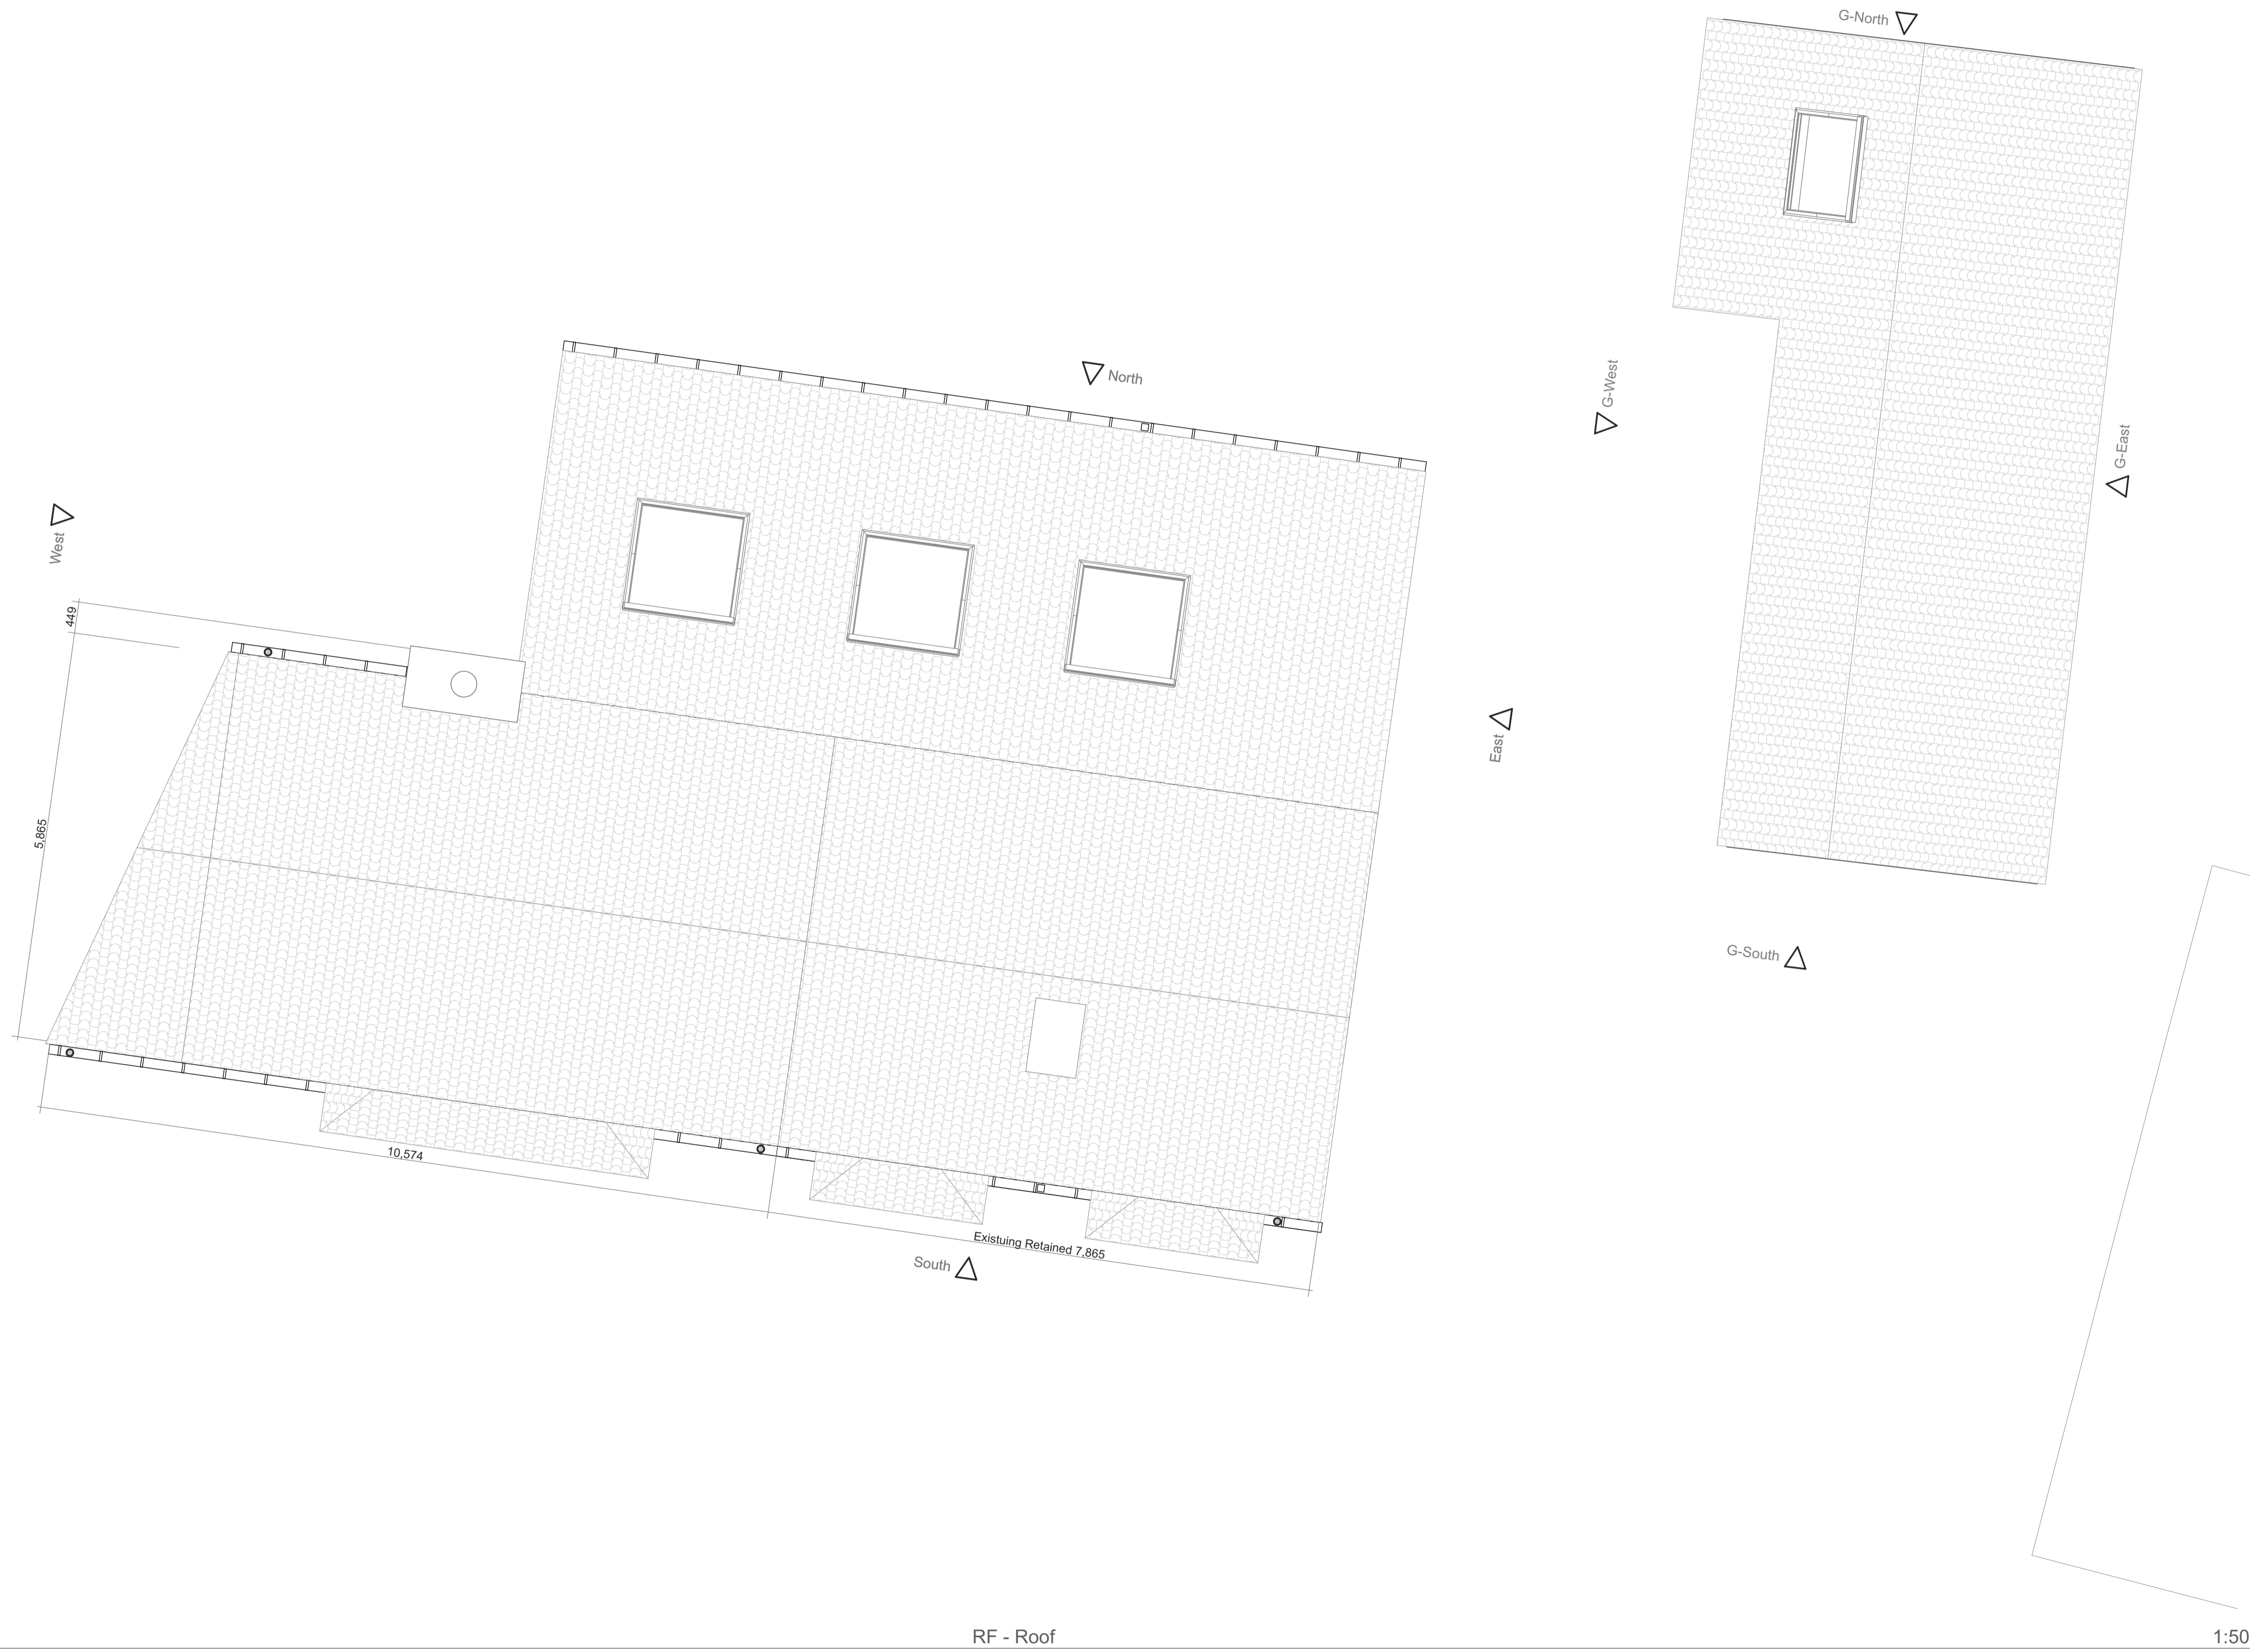 G-North
North
G-West
G-East
West
449
East
5,865
G-South
10,574
Existuing Retained 7,865
South
RF - Roof
1:50